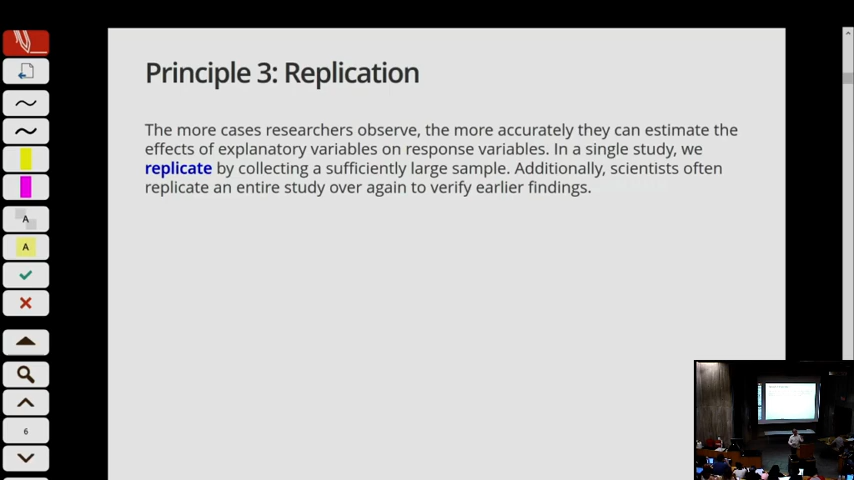 Principle 3: Replication
The more cases researchers observe, the more accurately they can estimate the
effects of explanatory variables on response variables. In a single study, we
replicate by collecting a sufficiently large sample. Additionally, scientists often
replicate an entire study over again to verify earlier findings.
A
A
6